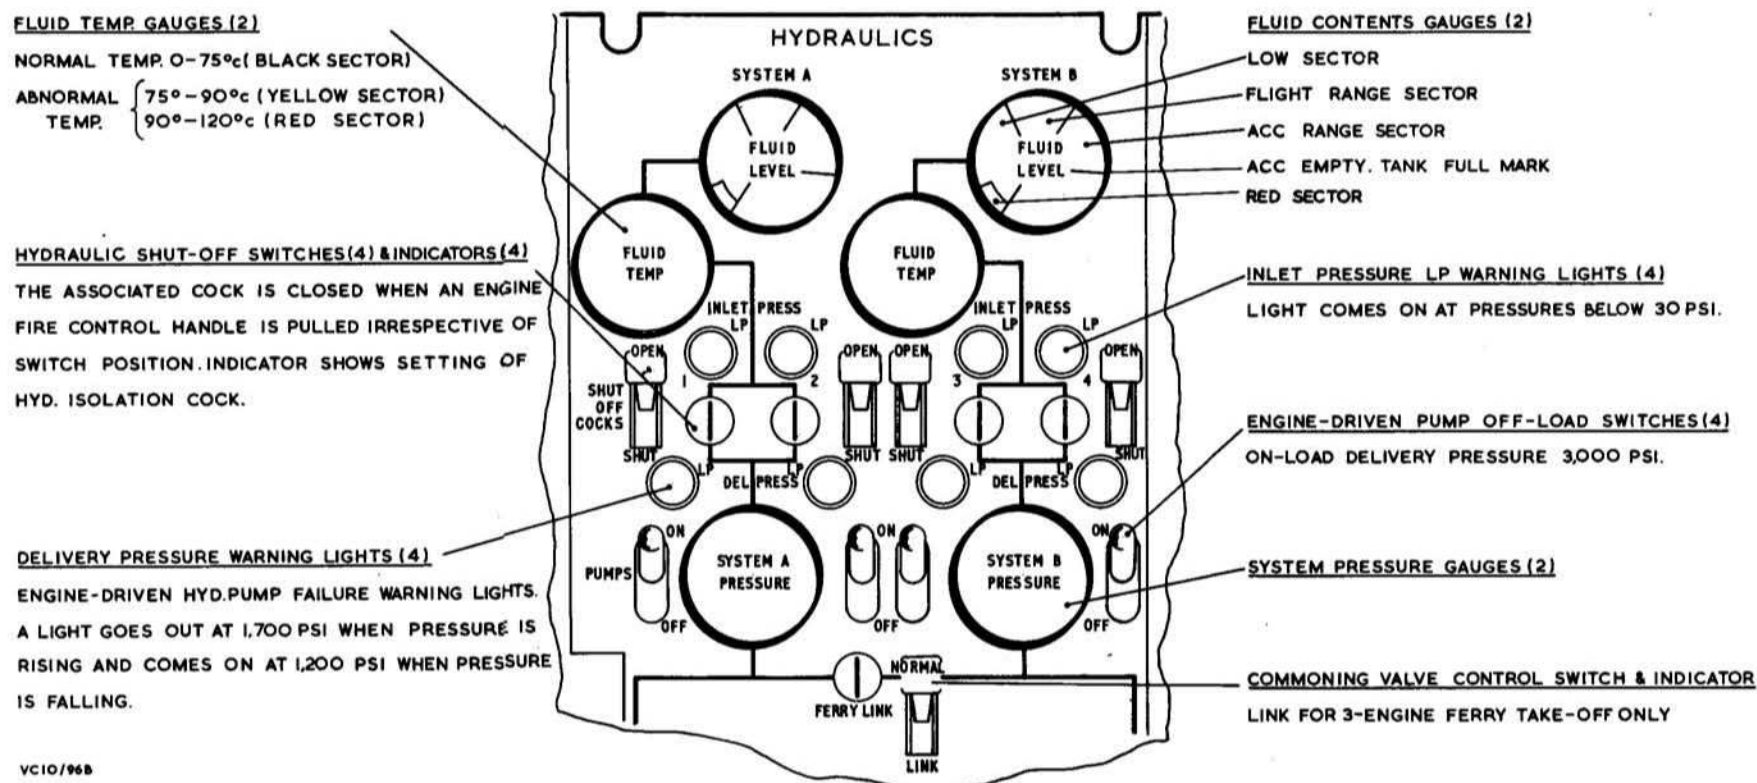 FLUID TEMP. GAUGES (2)
NORMAL TEMP. 0-75°C (BLACK SECTOR)
ABNORMAL TEMP. { 75°-90°C (YELLOW SECTOR)
90°-120°C (RED SECTOR)
HYDRAULIC SHUT-OFF SWITCHES (4) & INDICATORS (4)
THE ASSOCIATED COCK IS CLOSED WHEN AN ENGINE
FIRE CONTROL HANDLE IS PULLED IRRESPECTIVE OF
SWITCH POSITION. INDICATOR SHOWS SETTING OF
HYD. ISOLATION COCK.
DELIVERY PRESSURE WARNING LIGHTS (4)
ENGINE-DRIVEN HYD. PUMP FAILURE WARNING LIGHTS.
A LIGHT GOES OUT AT 1,700 PSI WHEN PRESSURE IS
RISING AND COMES ON AT 1,200 PSI WHEN PRESSURE
IS FALLING.
VC10/96B
HYDRAULICS
SYSTEM A
SYSTEM B
FLUID
LEVEL
FLUID
LEVEL
FLUID
TEMP
FLUID
TEMP
INLET PRESS
LP
LP
INLET PRESS
LP
LP
OPEN
OPEN
OPEN
OPEN
1
2
3
4
SHUT
OFF
COCKS
SHUT
SHUT
SHUT
SHUT
LP
LP
LP
LP
DEL PRESS
DEL PRESS
PUMPS
ON
ON
ON
SYSTEM A
PRESSURE
SYSTEM B
PRESSURE
OFF
OFF
OFF
FERRY LINK
NORMAL
LINK
FLUID CONTENTS GAUGES (2)
LOW SECTOR
FLIGHT RANGE SECTOR
ACC RANGE SECTOR
ACC EMPTY. TANK FULL MARK
RED SECTOR
INLET PRESSURE LP WARNING LIGHTS (4)
LIGHT COMES ON AT PRESSURES BELOW 30 PSI.
ENGINE-DRIVEN PUMP OFF-LOAD SWITCHES (4)
ON-LOAD DELIVERY PRESSURE 3,000 PSI.
SYSTEM PRESSURE GAUGES (2)
COMMONING VALVE CONTROL SWITCH & INDICATOR
LINK FOR 3-ENGINE FERRY TAKE-OFF ONLY